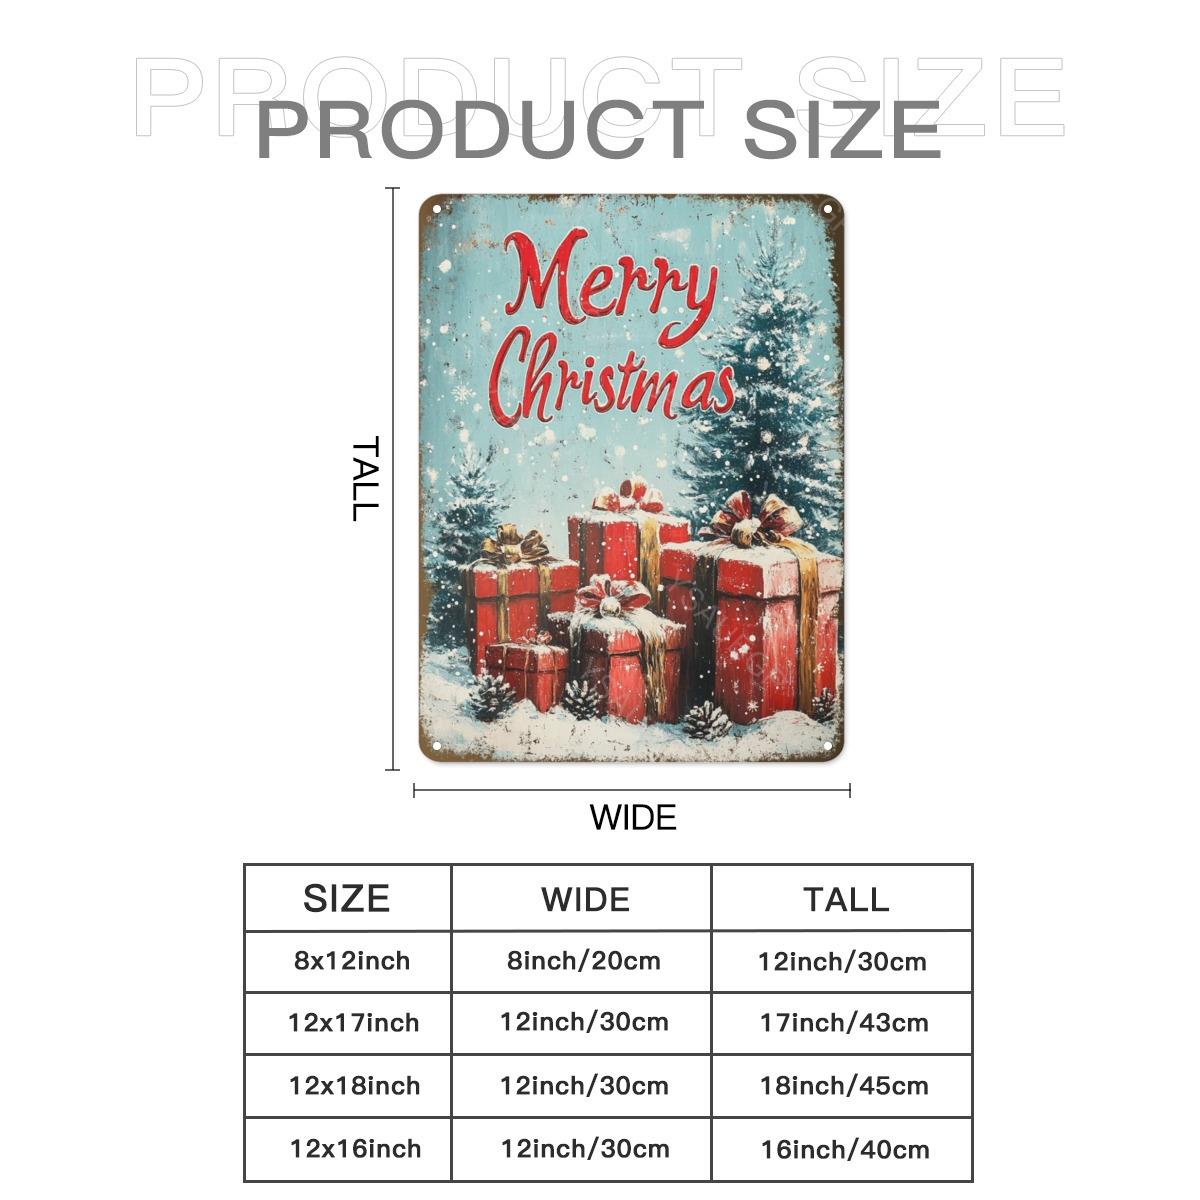 PRODUCT SIZE
PRODUCT SIZE
Merry
Christmas
TALL
WIDE
SIZE WIDE TALL
8x12inch 8inch/20cm 12inch/30cm
12x17inch 12inch/30cm 17inch/43cm
12x18inch 12inch/30cm 18inch/45cm
12x16inch 12inch/30cm 16inch/40cm